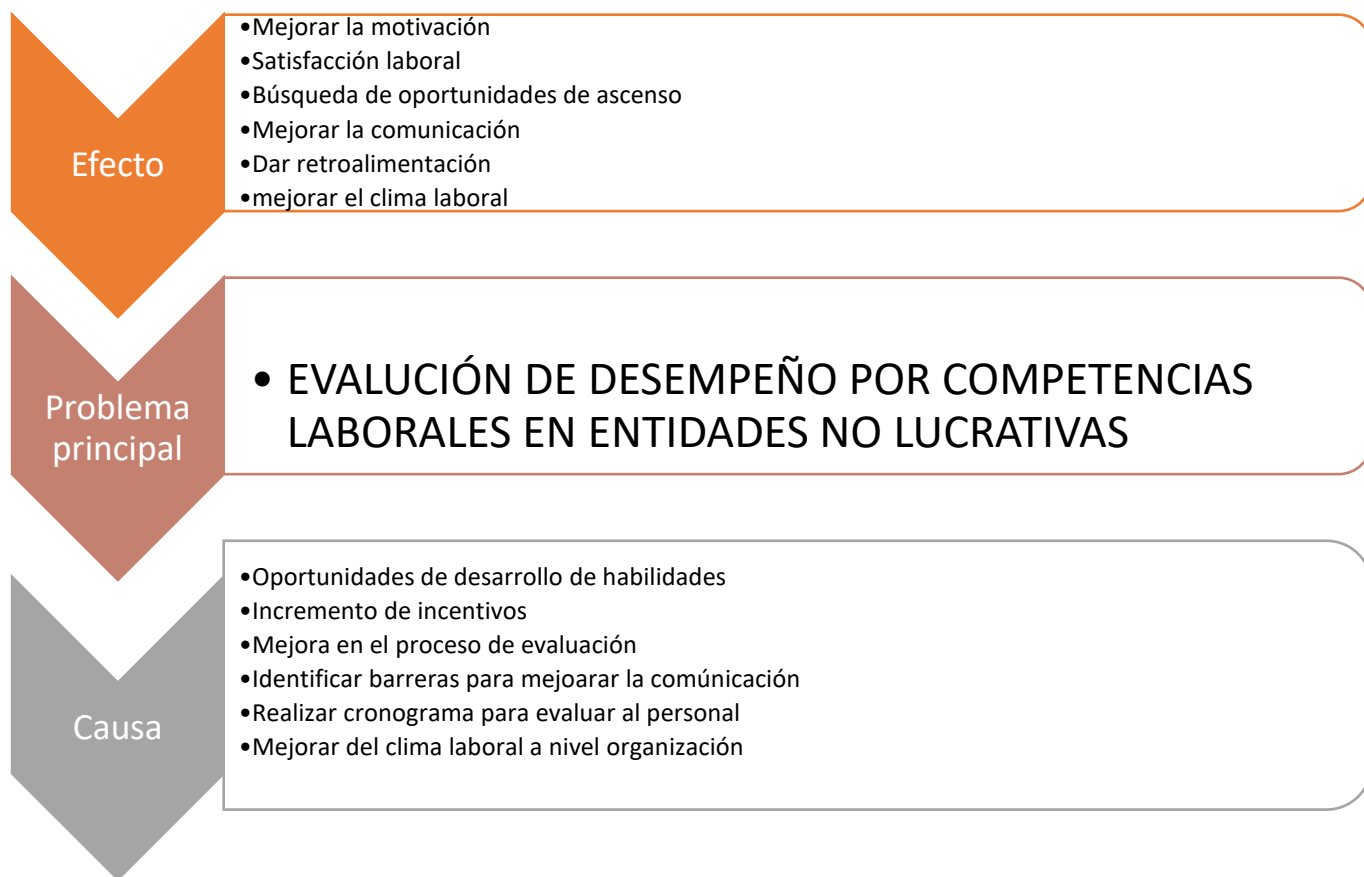 Efecto
•Mejorar la motivación
•Satisfacción laboral
•Búsqueda de oportunidades de ascenso
•Mejorar la comunicación
•Dar retroalimentación
•mejorar el clima laboral
Problema
principal
• EVALUCIÓN DE DESEMPEÑO POR COMPETENCIAS
LABORALES EN ENTIDADES NO LUCRATIVAS
Causa
•Oportunidades de desarrollo de habilidades
•Incremento de incentivos
•Mejora en el proceso de evaluación
•Identificar barreras para mejoarar la comúnicación
•Realizar cronograma para evaluar al personal
•Mejorar del clima laboral a nivel organización